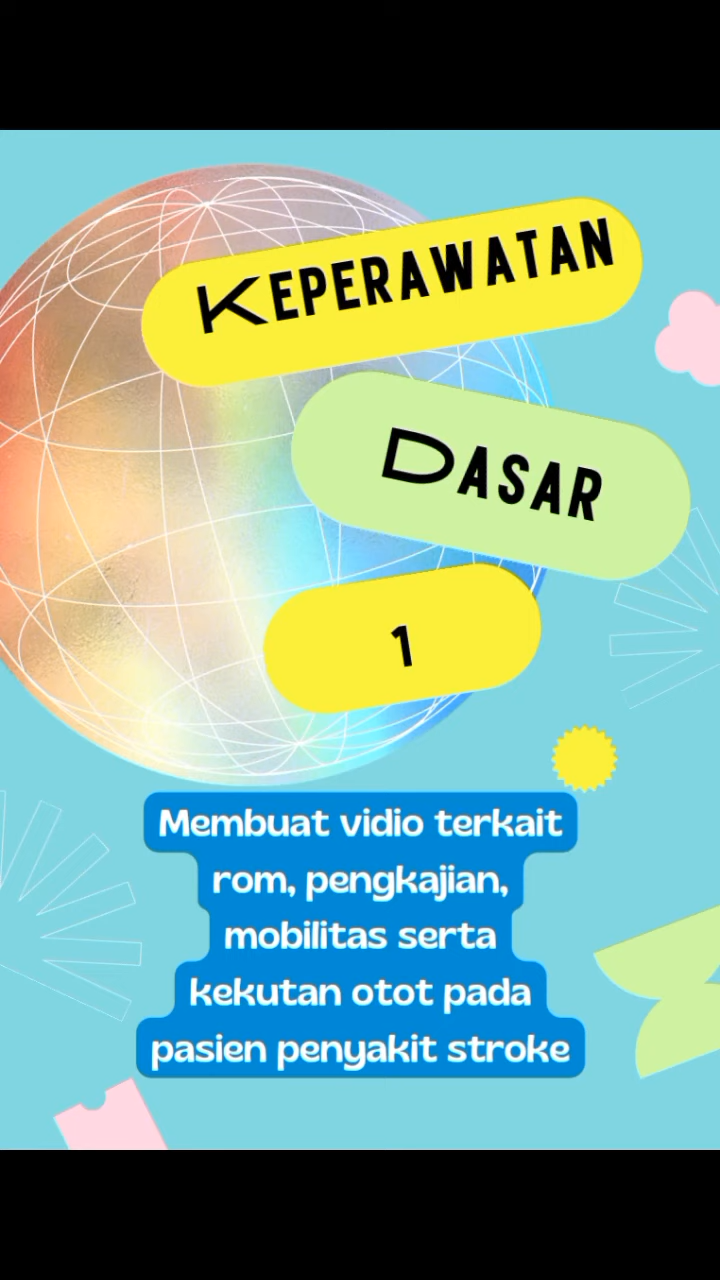 KEPERAWATAN
DASAR
1
Membuat vidio terkait
rom, pengkajian,
mobilitas serta
kekutan otot pada
pasien penyakit stroke